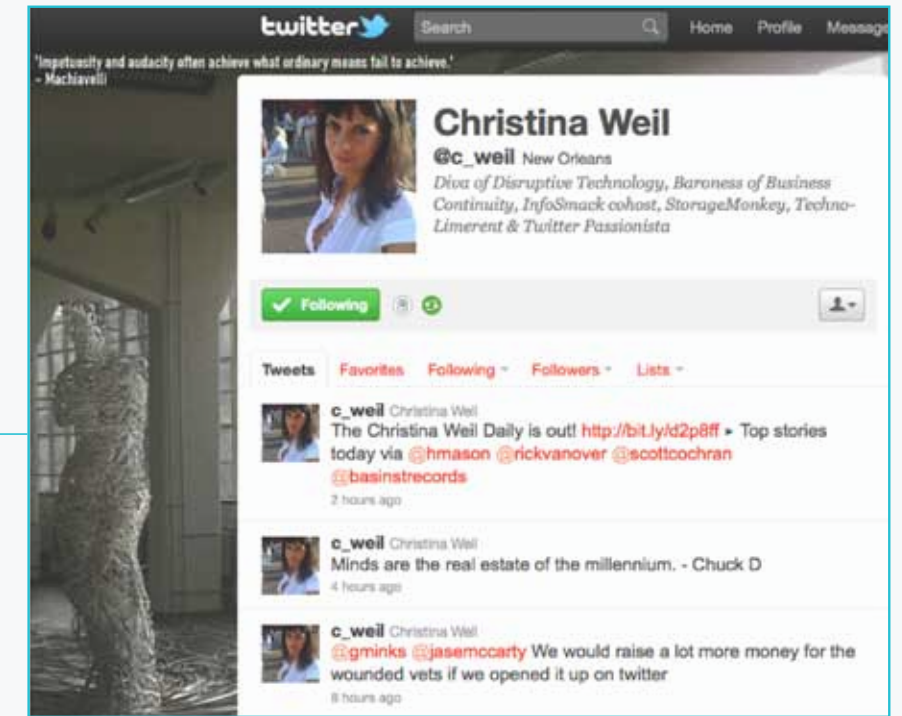 twitter
Search
Home Profile Message
'Impetuosity and audacity often achieve what ordinary means fail to achieve.'
- Machiavelli
Christina Weil
@c_weil New Orleans
Diva of Disruptive Technology, Baroness of Business
Continuity, InfoSmack cohost, StorageMonkey, Techno-
Limerent & Twitter Passionista
Following
Tweets Favorites Following Followers Lists
c_weil Christina Weil
The Christina Weil Daily is out! http://bit.ly/d2p8ff ▸ Top stories
today via @hmason @rickvanover @scottcochran
@basinstrecords
2 hours ago
c_weil Christina Weil
Minds are the real estate of the millennium. - Chuck D
4 hours ago
c_weil Christina Weil
@gminks @jasemccarty We would raise a lot more money for the
wounded vets if we opened it up on twitter
8 hours ago